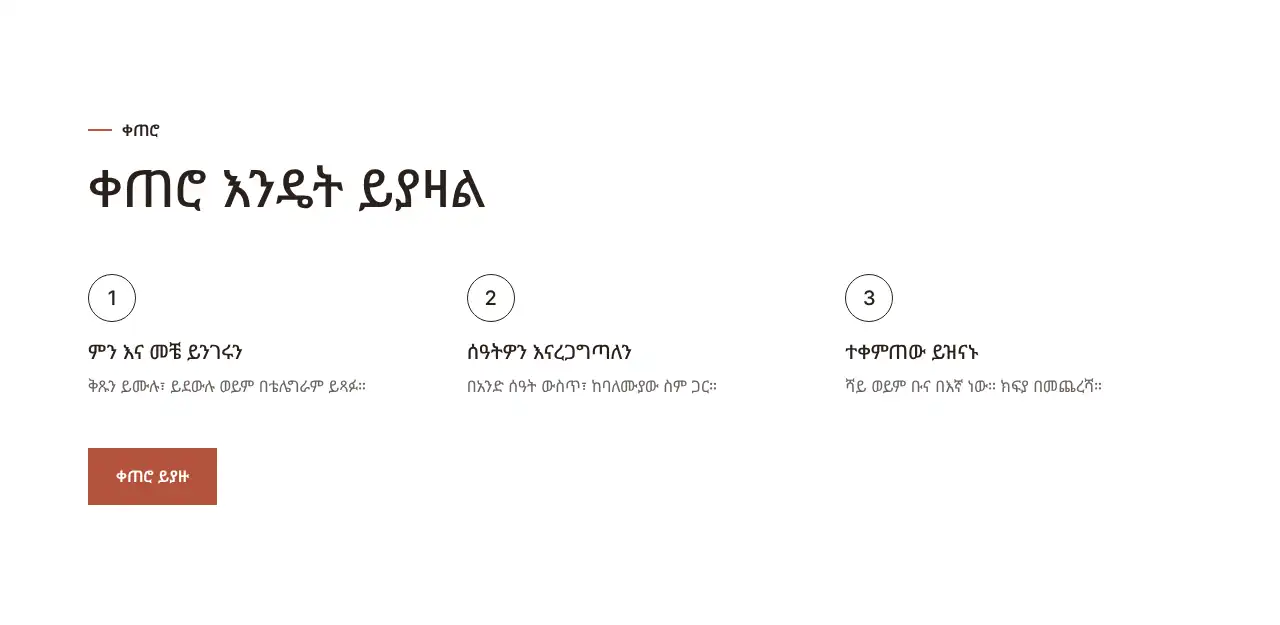 ቀጠሮ
ቀጠሮ እንዴት ይያዛል
1
ምን እና መቼ ይንገሩን
ቅጹን ይሙሉ፣ ይደውሉ ወይም በቴሌግራም ይጻፉ።
2
ሰዓትዎን እናረጋግጣለን
በአንድ ሰዓት ውስጥ፣ ከባለሙያው ስም ጋር።
3
ተቀምጠው ይዝናኑ
ሻይ ወይም ቡና በእኛ ነው። ክፍያ በመጨረሻ።
ቀጠሮ ይያዙ